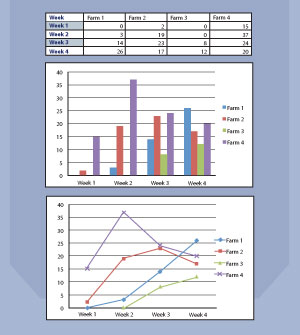 Week Farm 1 Farm 2 Farm 3 Farm 4
Week 1 0 2 0 15
Week 2 3 19 0 37
Week 3 14 23 8 24
Week 4 26 17 12 20
40
35
30
25
20
15
10
5
0
Week 1 Week 2 Week 3 Week 4
Farm 1
Farm 2
Farm 3
Farm 4
40
35
30
25
20
15
10
5
0
Week 1 Week 2 Week 3 Week 4
Farm 1
Farm 2
Farm 3
Farm 4